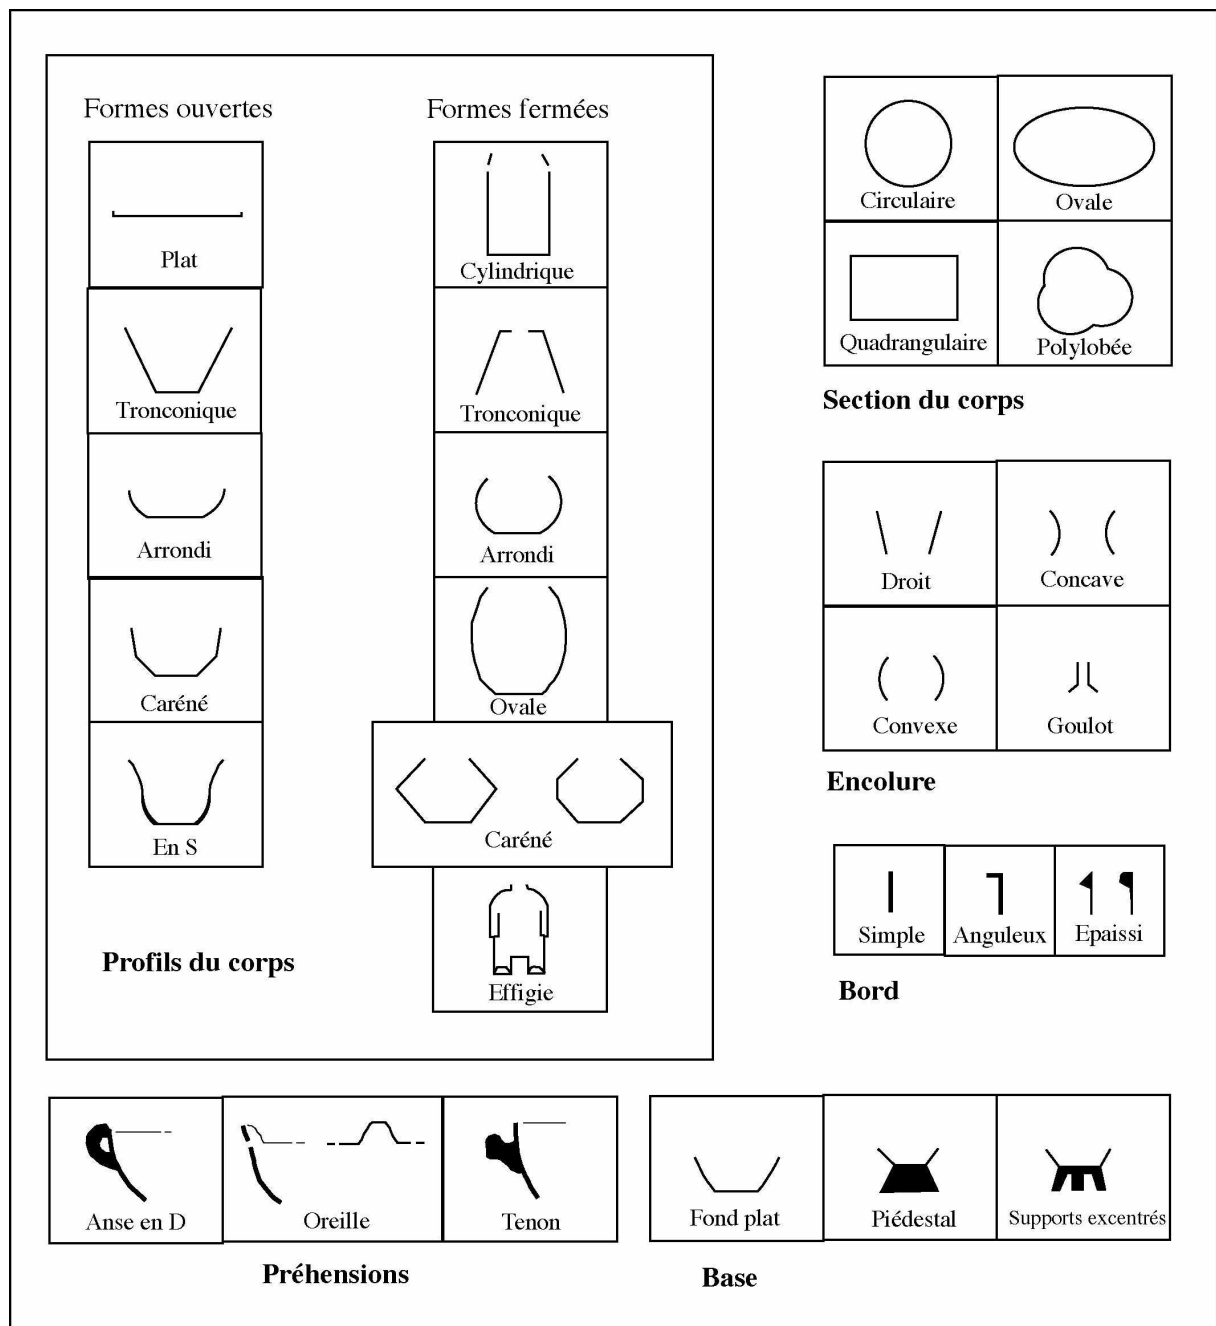 Formes ouvertes
Formes fermées
Plat
Tronconique
Arrondi
Caréné
En S
Cylindrique
Tronconique
Arrondi
Ovale
Caréné
Effigie
Profils du corps
Circulaire
Ovale
Quadrangulaire
Polylobée
Section du corps
Droit
Concave
Convexe
Goulot
Encolure
Simple
Anguleux
Epaissi
Bord
Anse en D
Oreille
Tenon
Préhensions
Fond plat
Piédestal
Supports excentrés
Base